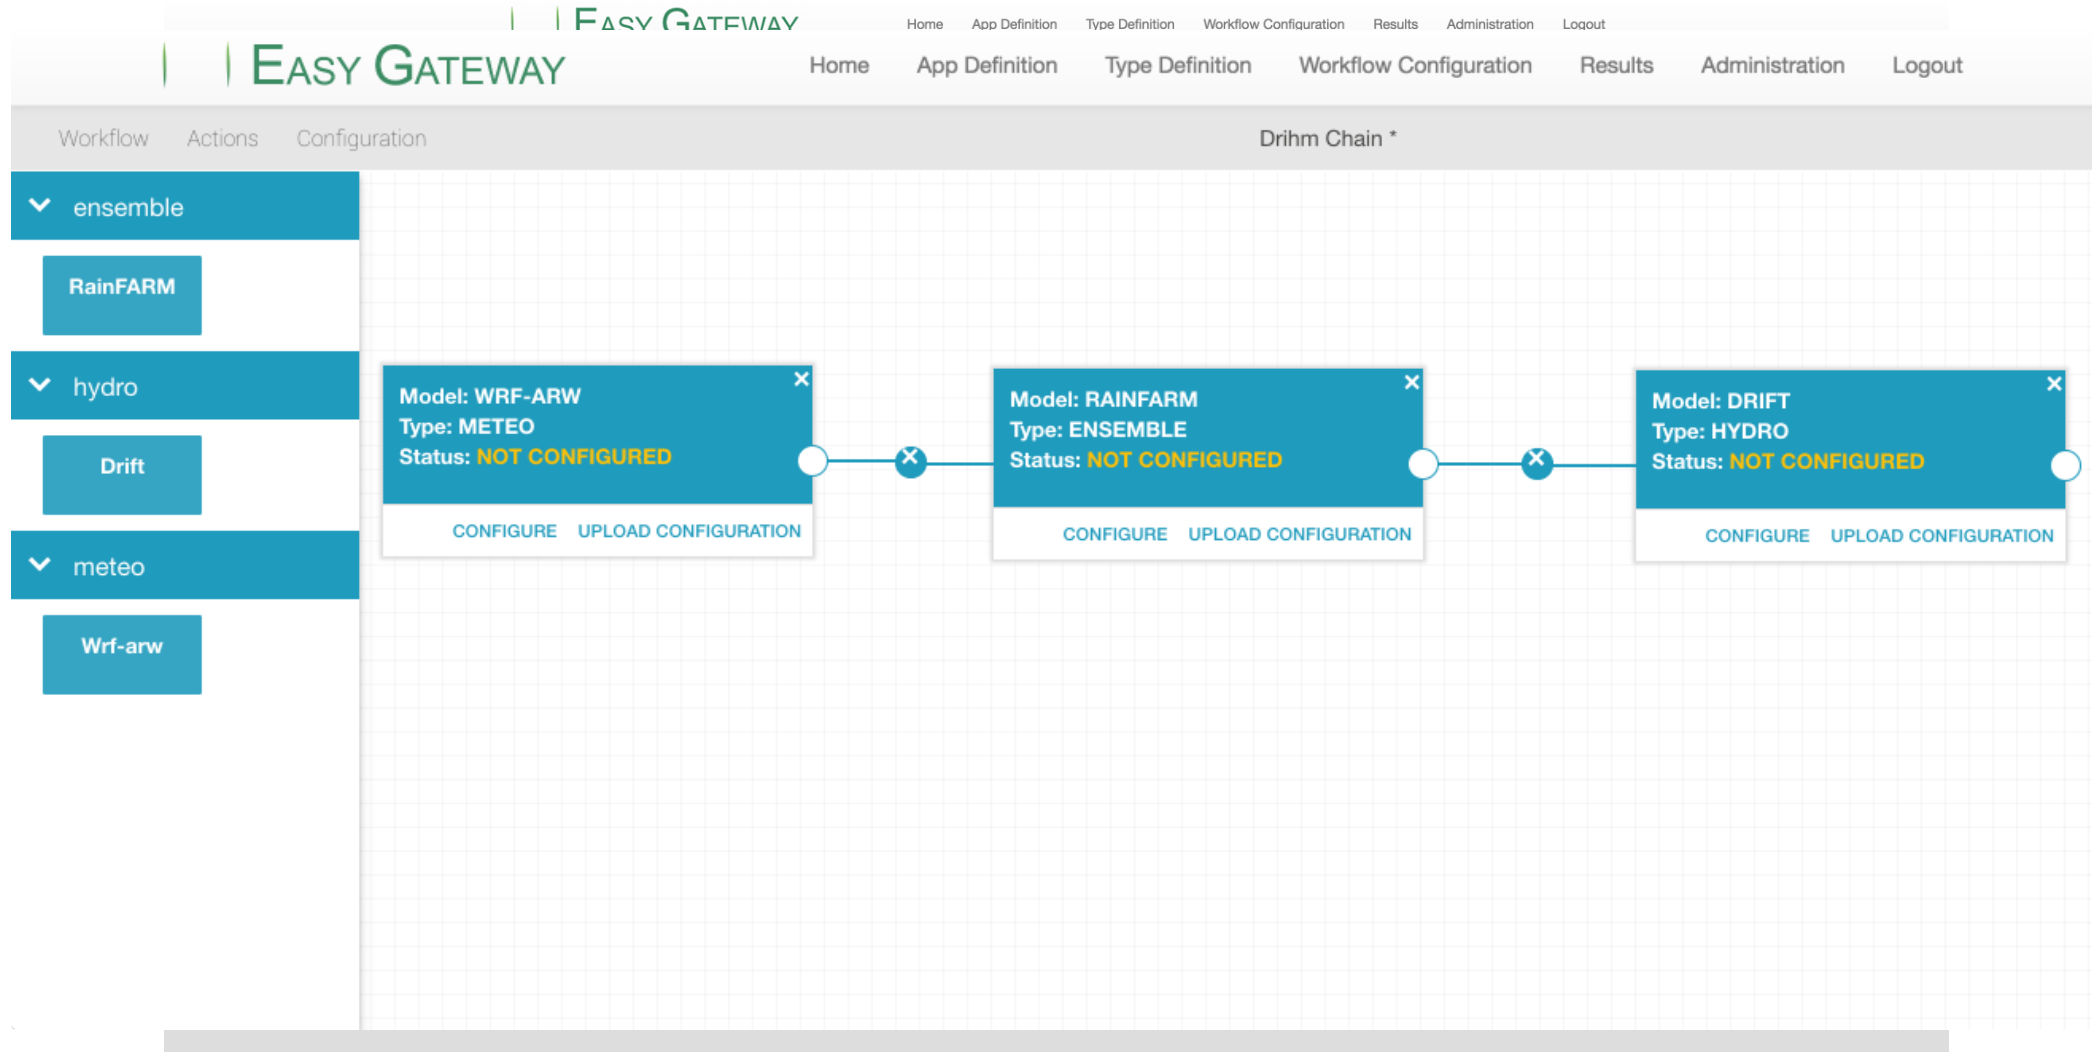 EASY GATEWAY Home App Definition Type Definition Workflow Configuration Results Administration Logout
EASY GATEWAY Home App Definition Type Definition Workflow Configuration Results Administration Logout
Workflow Actions Configuration Drihm Chain *
ensemble
RainFARM
hydro
Drift
meteo
Wrf-arw
Model: WRF-ARW
Type: METEO
Status: NOT CONFIGURED
CONFIGURE UPLOAD CONFIGURATION
Model: RAINFARM
Type: ENSEMBLE
Status: NOT CONFIGURED
CONFIGURE UPLOAD CONFIGURATION
Model: DRIFT
Type: HYDRO
Status: NOT CONFIGURED
CONFIGURE UPLOAD CONFIGURATION